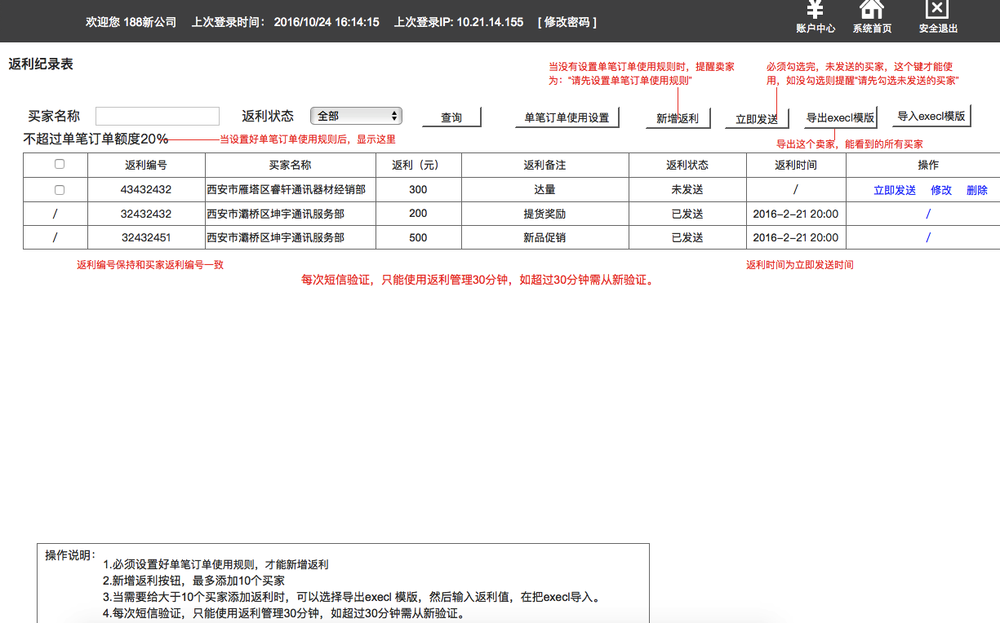 欢迎您 188新公司 上次登录时间： 2016/10/24 16:14:15 上次登录IP: 10.21.14.155 [ 修改密码 ]
账户中心 系统首页 安全退出
返利纪录表
当没有设置单笔订单使用规则时，提醒卖家
为：“请先设置单笔订单使用规则”
必须勾选完，未发送的买家，这个键才能使
用，如没勾选则提醒“请先勾选未发送的买家”
买家名称 返利状态 全部 查询 单笔订单使用设置 新增返利 立即发送 导出execl模版 导入execl模版
不超过单笔订单额度20% 当设置好单笔订单使用规则后，显示这里
导出这个卖家，能看到的所有买家
返利编号 买家名称 返利（元） 返利备注 返利状态 返利时间 操作
43432432 西安市雁塔区睿轩通讯器材经销部 300 达量 未发送 / 立即发送 修改 删除
/ 32432432 西安市灞桥区坤宇通讯服务部 200 提货奖励 已发送 2016-2-21 20:00 /
/ 32432451 西安市灞桥区坤宇通讯服务部 500 新品促销 已发送 2016-2-21 20:00 /
返利编号保持和买家返利编号一致 返利时间为立即发送时间
每次短信验证，只能使用返利管理30分钟，如超过30分钟需从新验证。
操作说明：
1.必须设置好单笔订单使用规则，才能新增返利
2.新增返利按钮，最多添加10个买家
3.当需要给大于10个买家添加返利时，可以选择导出execl 模版，然后输入返利值，在把execl导入。
4.每次短信验证，只能使用返利管理30分钟，如超过30分钟需从新验证。